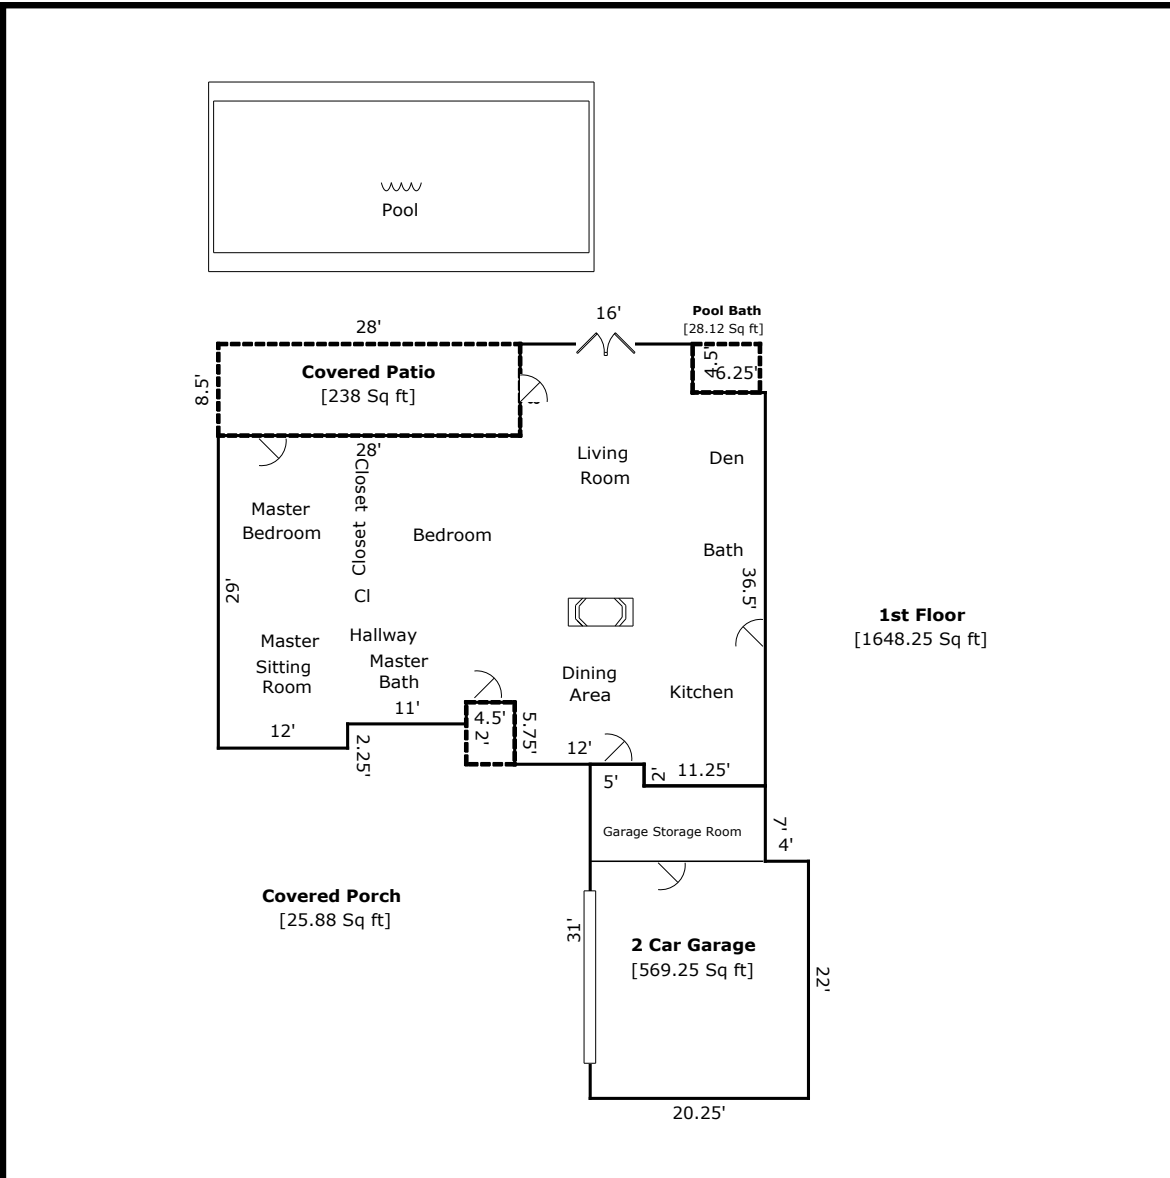 Pool
Pool Bath
[28.12 Sq ft]
16'
28'
4.5'
6.25'
8.5'
Covered Patio
[238 Sq ft]
28'
Living
Room
Den
Closet
Master
Bedroom
Closet
Bedroom
Bath
Closet
36.5'
29'
Cl
1st Floor
[1648.25 Sq ft]
Hallway
Master
Sitting
Room
Master
Bath
Dining
Area
Kitchen
12'
11'
4.5'
2'
5.75'
2.25'
12'
5'
2'
11.25'
Garage Storage Room
7'
4'
Covered Porch
[25.88 Sq ft]
31'
2 Car Garage
[569.25 Sq ft]
22'
20.25'